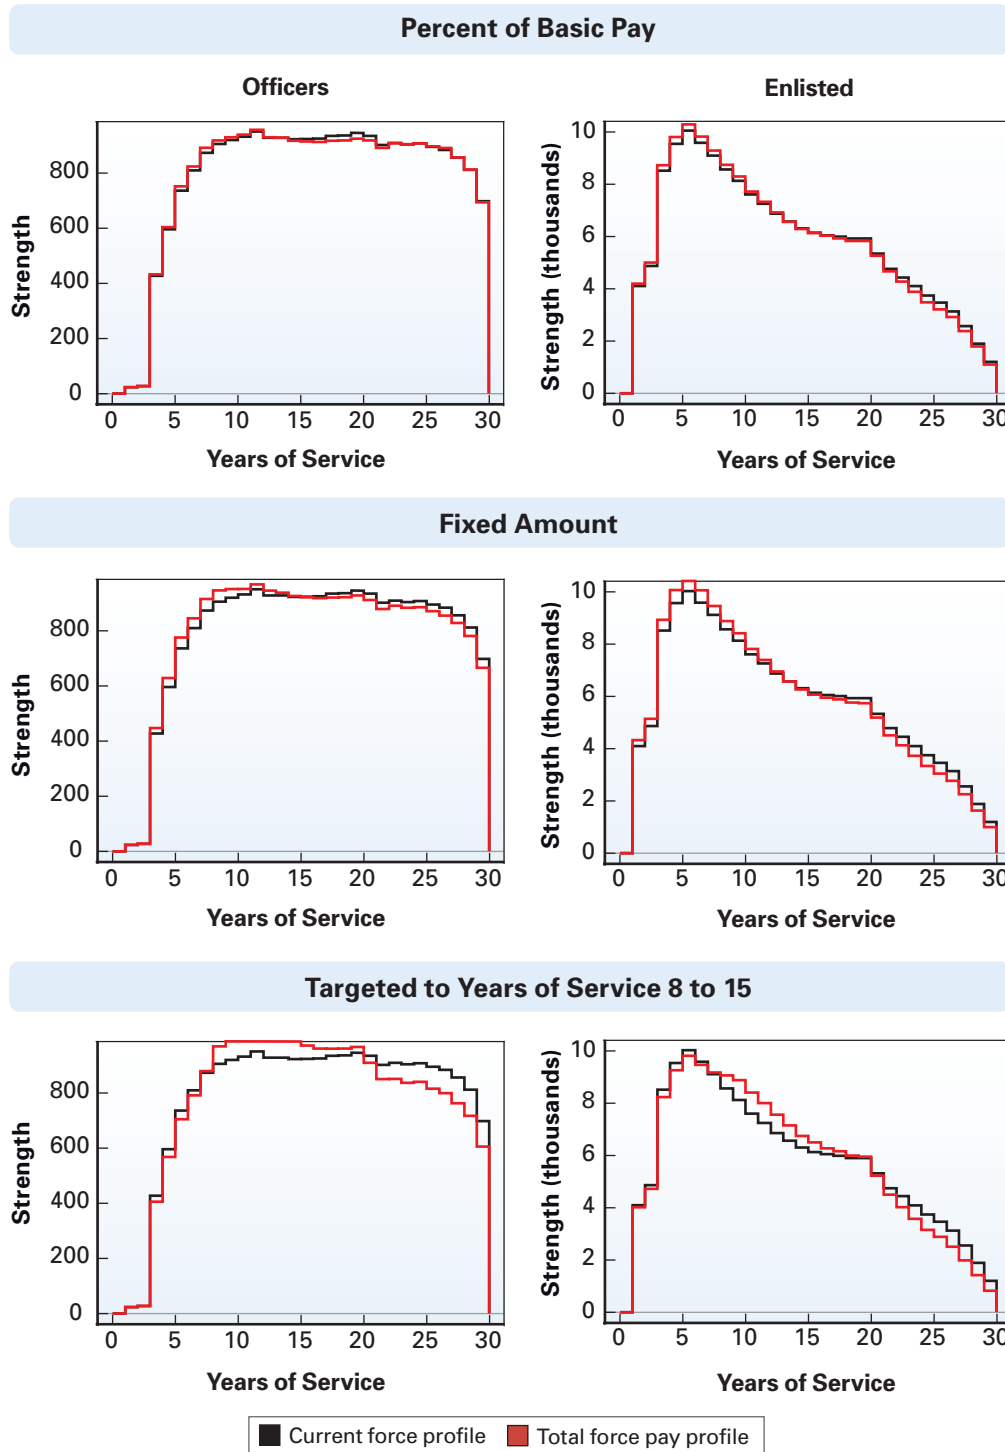 Percent of Basic Pay
Officers
Enlisted
Strength
800
600
400
200
0
0 5 10 15 20 25 30
Years of Service
Strength (thousands)
10
8
6
4
2
0
0 5 10 15 20 25 30
Years of Service
Fixed Amount
Strength
800
600
400
200
0
0 5 10 15 20 25 30
Years of Service
Strength (thousands)
10
8
6
4
2
0
0 5 10 15 20 25 30
Years of Service
Targeted to Years of Service 8 to 15
Strength
800
600
400
200
0
0 5 10 15 20 25 30
Years of Service
Strength (thousands)
10
8
6
4
2
0
0 5 10 15 20 25 30
Years of Service
Current force profile
Total force pay profile